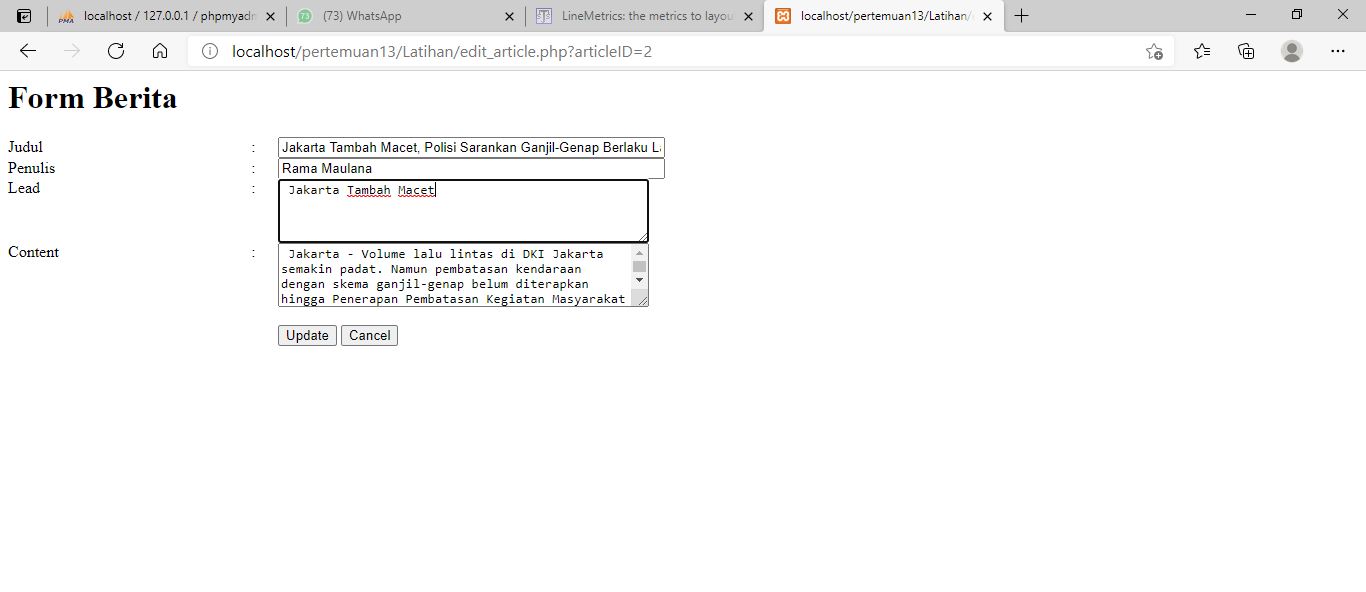 localhost / 127.0.0.1 / phpmyadm
(73) WhatsApp
LineMetrics: the metrics to layou
localhost/pertemuan13/Latihan/
localhost/pertemuan13/Latihan/edit_article.php?articleID=2
Form Berita
Judul : Jakarta Tambah Macet, Polisi Sarankan Ganjil-Genap Berlaku La
Penulis : Rama Maulana
Lead : Jakarta Tambah Macet
Content : Jakarta - Volume lalu lintas di DKI Jakarta
semakin padat. Namun pembatasan kendaraan
dengan skema ganjil-genap belum diterapkan
hingga Penerapan Pembatasan Kegiatan Masyarakat
Update Cancel